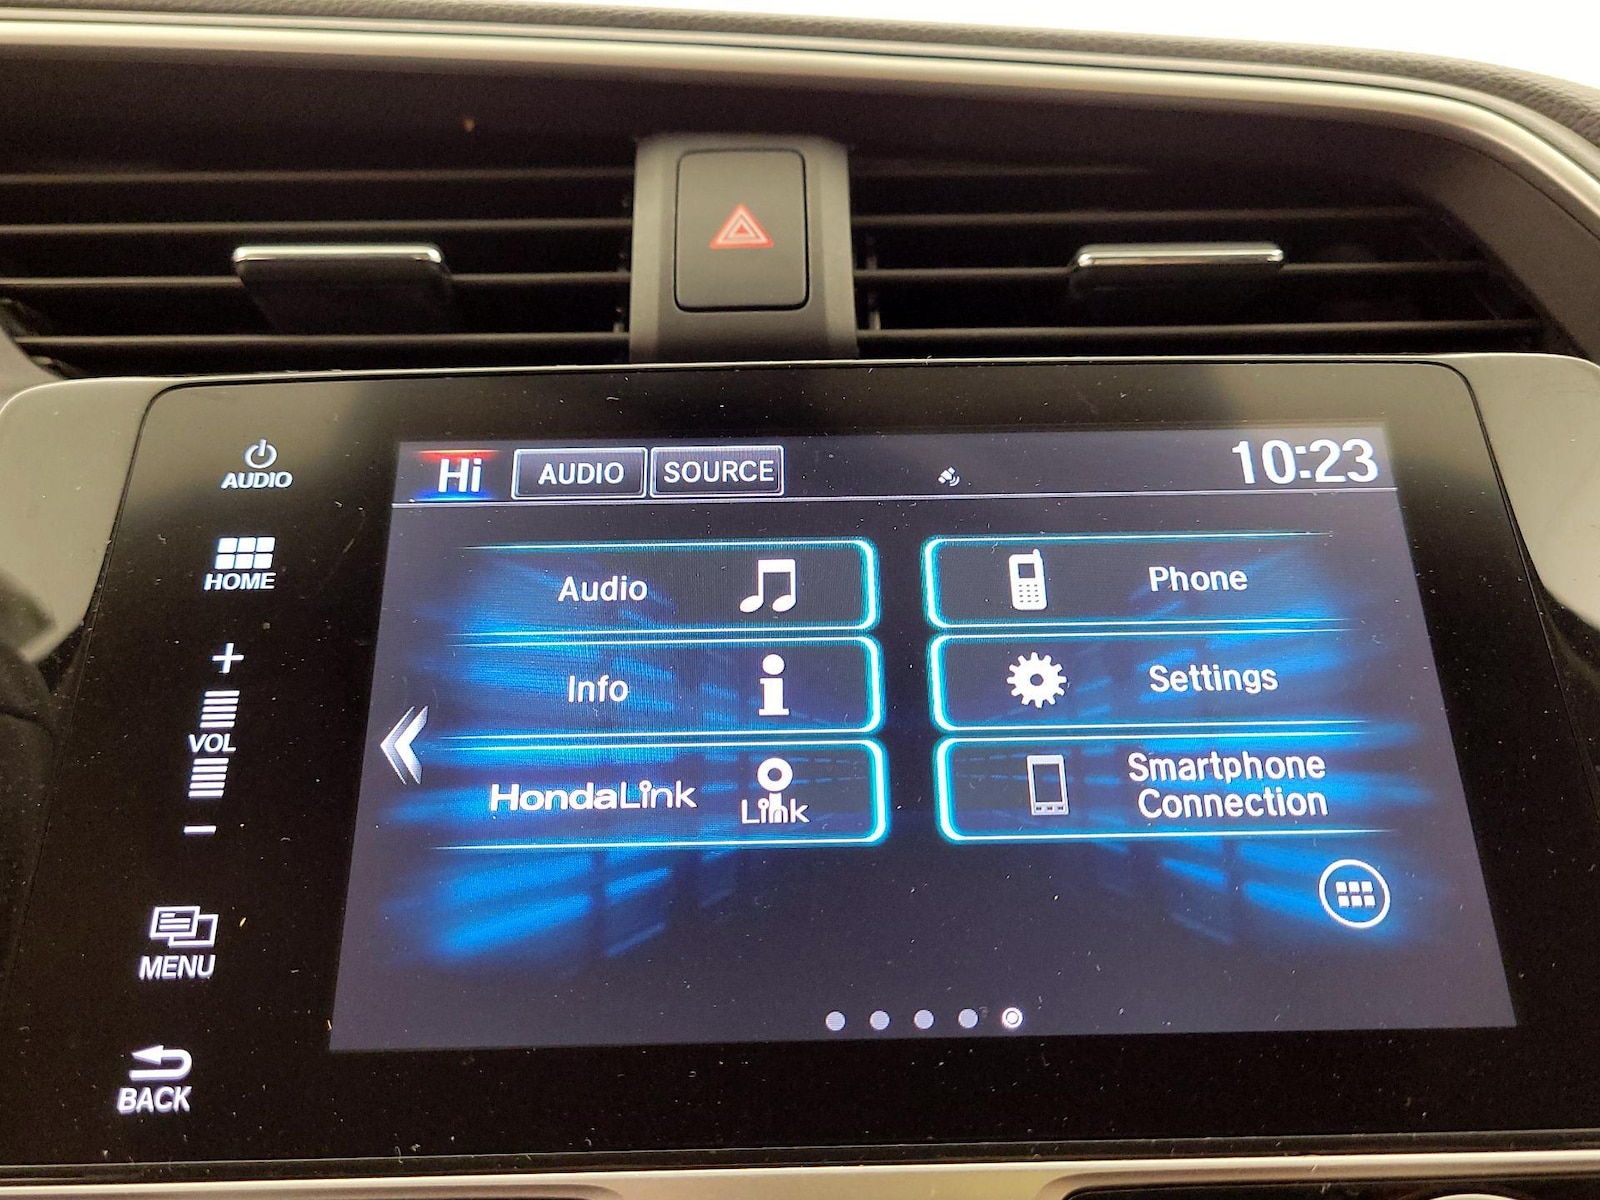 AUDIO
HOME
VOL
MENU
BACK
Hi AUDIO SOURCE 10:23
Audio
Phone
Info
Settings
HondaLink Link
Smartphone
Connection